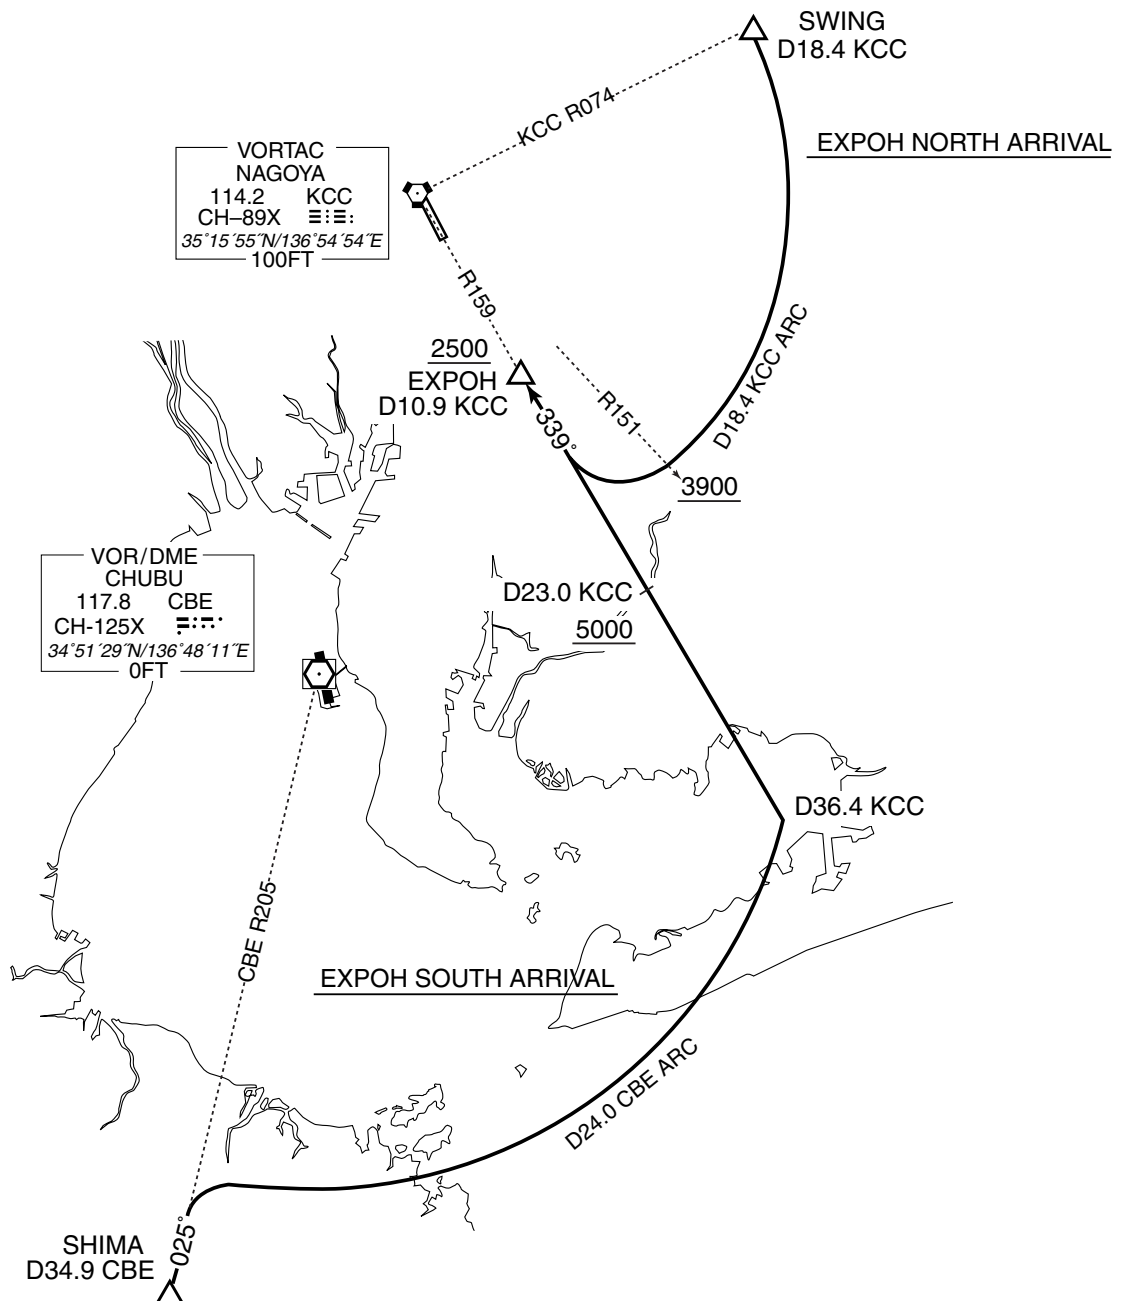 SWING
D18.4 KCC
KCC R074
EXPOH NORTH ARRIVAL
VORTAC
NAGOYA
114.2 KCC
CH–89X
35°15´55˝N/136°54´54˝E
100FT
R159
2500
EXPOH
D10.9 KCC
339°
R151
D18.4 KCC ARC
3900
VOR/DME
CHUBU
117.8 CBE
CH-125X
34°51´29˝N/136°48´11˝E
0FT
D23.0 KCC
5000
D36.4 KCC
CBE R205
EXPOH SOUTH ARRIVAL
D24.0 CBE ARC
SHIMA
D34.9 CBE
025°